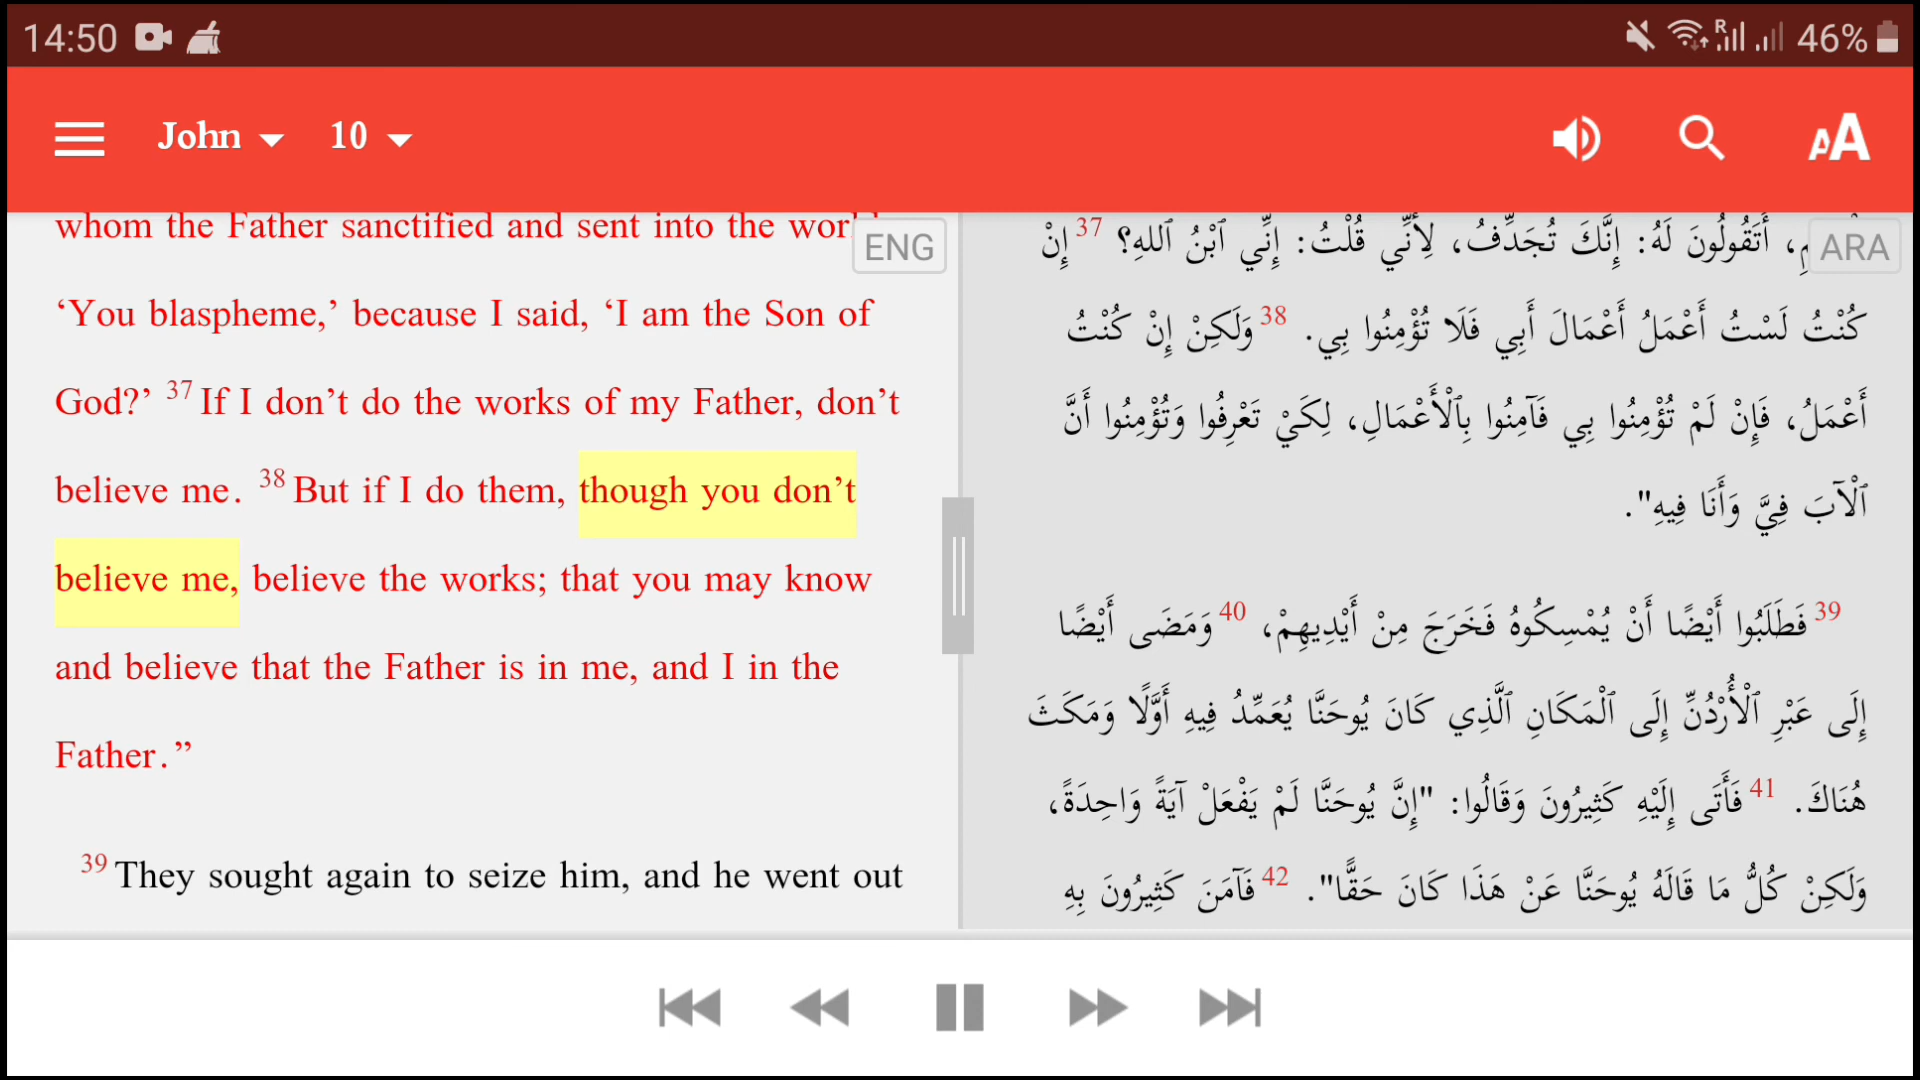 14:50
46%
John 10
whom the Father sanctified and sent into the
ENG
‘You blaspheme,’ because I said, ‘I am the Son of
God?’ 37 If I don’t do the works of my Father, don’t
believe me. 38 But if I do them, though you don’t
believe me, believe the works; that you may know
and believe that the Father is in me, and I in the
Father.”
39 They sought again to seize him, and he went out
ARA
أَتَقُولُونَ لَهُ: إِنَّكَ تُجَدِّفُ، لِأَنِّي قُلْتُ: إِنِّي ٱبْنُ ٱللهِ؟ 37 إِنْ
كُنْتُ لَسْتُ أَعْمَلُ أَعْمَالَ أَبِي فَلَا تُؤْمِنُوا بِي. 38 وَلَكِنْ إِنْ كُنْتُ
أَعْمَلُ، فَإِنْ لَمْ تُؤْمِنُوا بِي فَآمِنُوا بِٱلْأَعْمَالِ، لِكَيْ تَعْرِفُوا وَتُؤْمِنُوا أَنَّ
ٱلْآبَ فِيَّ وَأَنَا فِيهِ".
39 فَطَلَبُوا أَيْضًا أَنْ يُمْسِكُوهُ فَخَرَجَ مِنْ أَيْدِيهِمْ، 40 وَمَضَى أَيْضًا
إِلَى عَبْرِ ٱلْأُرْدُنِّ إِلَى ٱلْمَكَانِ ٱلَّذِي كَانَ يُوحَنَّا يُعَمِّدُ فِيهِ أَوَّلًا وَمَكَثَ
هُنَاكَ. 41 فَأَتَى إِلَيْهِ كَثِيرُونَ وَقَالُوا: "إِنَّ يُوحَنَّا لَمْ يَفْعَلْ آيَةً وَاحِدَةً،
وَلَكِنْ كُلُّ مَا قَالَهُ يُوحَنَّا عَنْ هَذَا كَانَ حَقًّا". 42 فَآمَنَ كَثِيرُونَ بِهِ